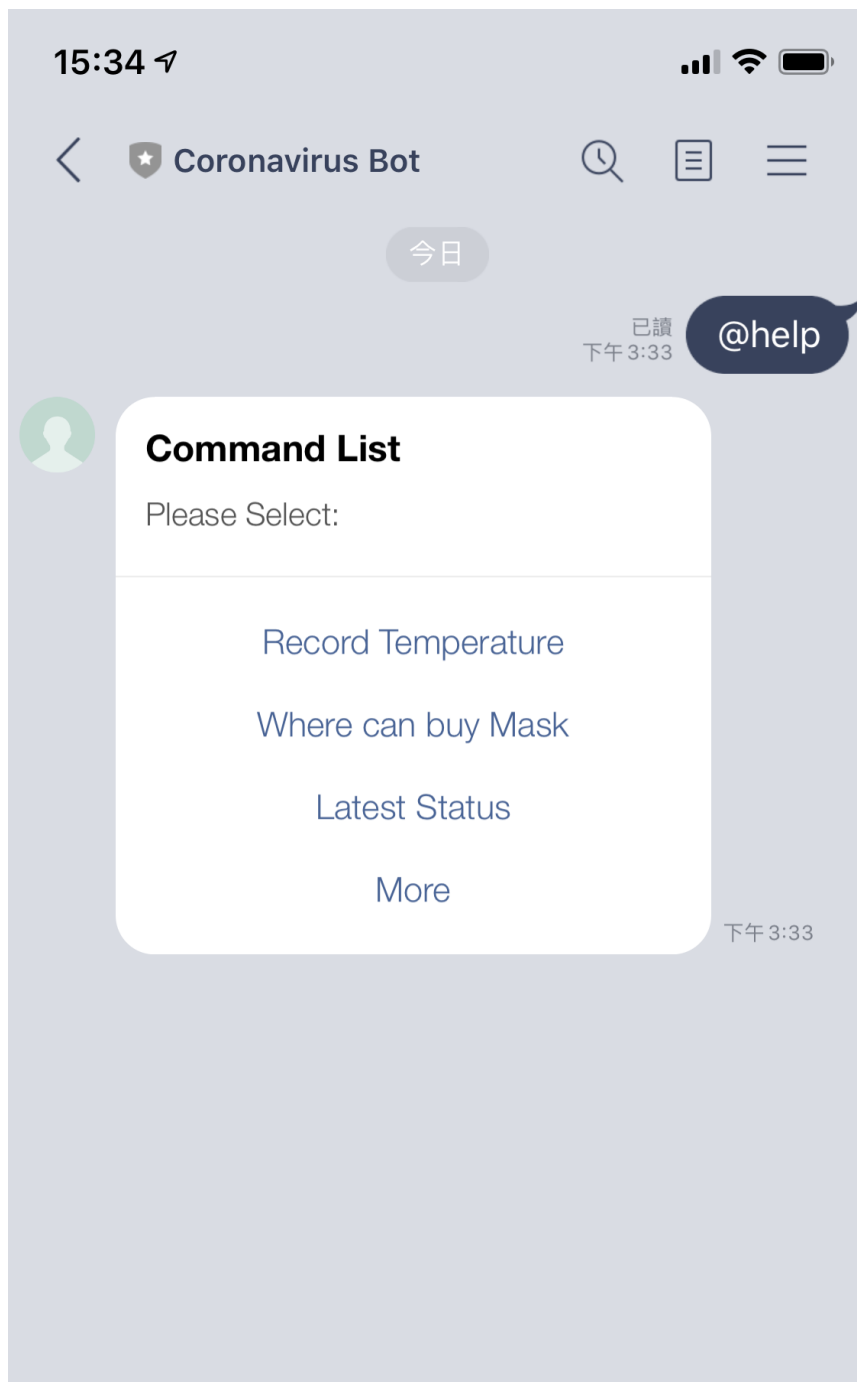 15:34
Coronavirus Bot
今日
已讀
下午 3:33
@help
Command List
Please Select:
Record Temperature
Where can buy Mask
Latest Status
More
下午 3:33